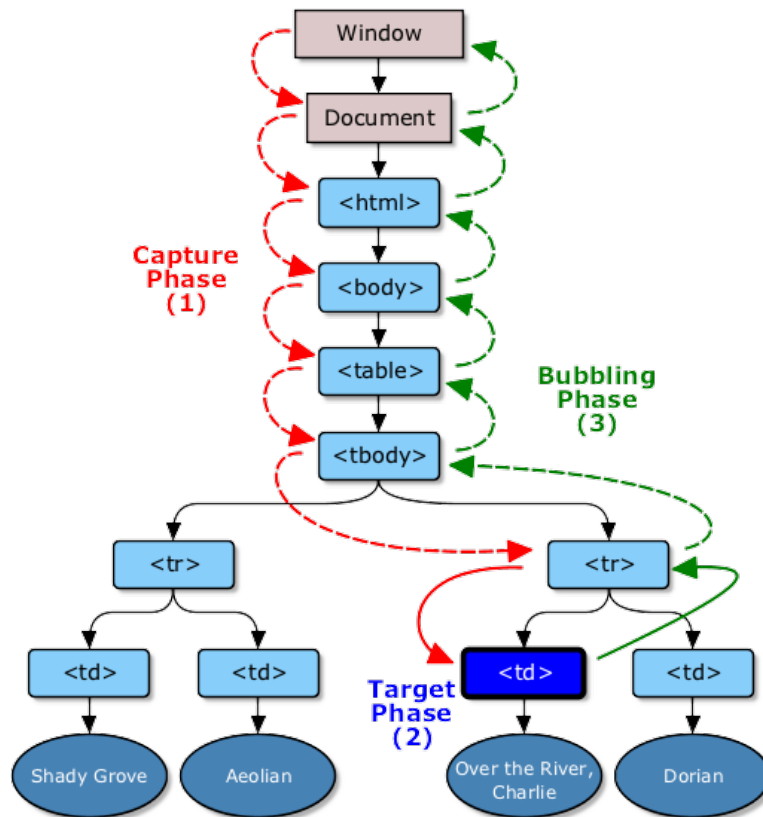 Window
Document
<html>
Capture
Phase
(1)
<body>
<table>
Bubbling
Phase
(3)
<tbody>
<tr>
<tr>
<td>
<td>
Target
Phase
(2)
<td>
<td>
Shady Grove
Aeolian
Over the River,
Charlie
Dorian